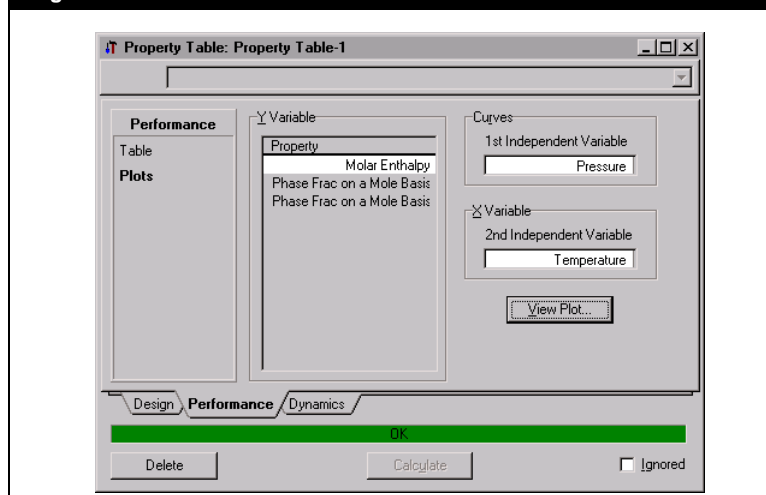 Property Table: Property Table-1
Performance
Table
Plots
Y Variable
Property
Molar Enthalpy
Phase Frac on a Mole Basis
Phase Frac on a Mole Basis
Curves
1st Independent Variable
Pressure
X Variable
2nd Independent Variable
Temperature
View Plot...
Design
Performance
Dynamics
OK
Delete
Calculate
Ignored